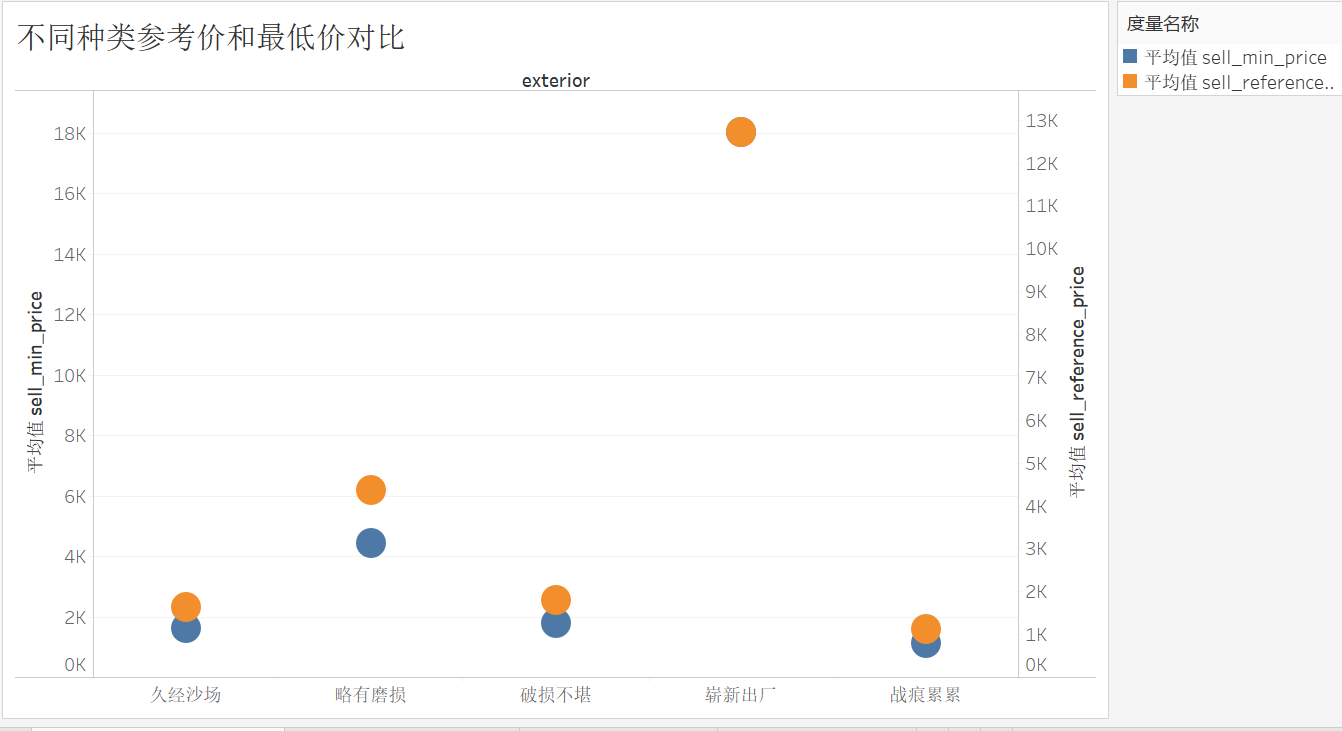 不同种类参考价和最低价对比
exterior
度量名称
平均值 sell_min_price
平均值 sell_reference..
平均值 sell_min_price
18K
16K
14K
12K
10K
8K
6K
4K
2K
0K
13K
12K
11K
10K
9K
8K
7K
6K
5K
4K
3K
2K
1K
0K
平均值 sell_reference_price
久经沙场
略有磨损
破损不堪
崭新出厂
战痕累累